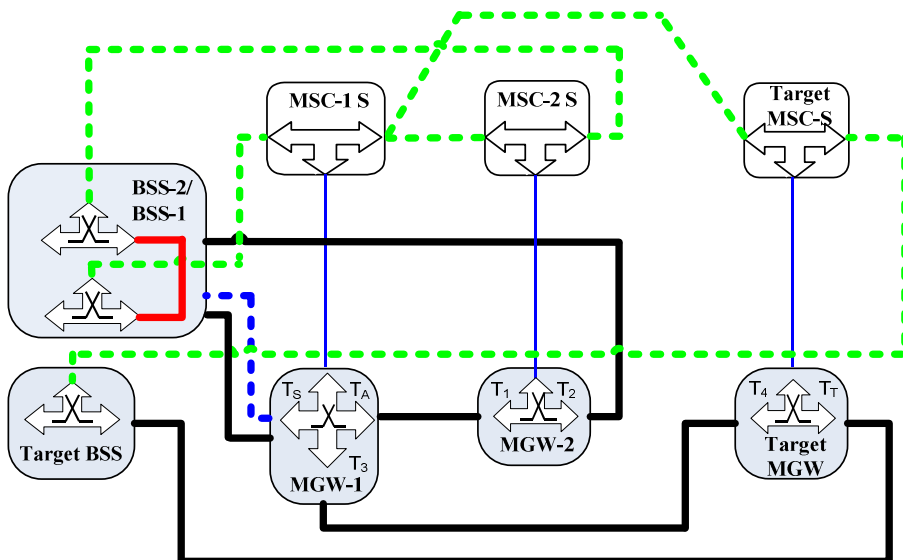 MSC-1 S
MSC-2 S
Target
MSC-S
BSS-2/
BSS-1
TS
TA
T3
MGW-1
T1
T2
MGW-2
T4
TT
Target
MGW
Target BSS